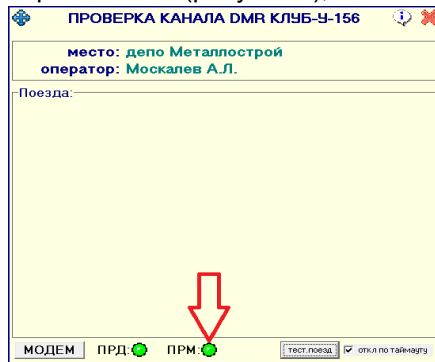 ПРОВЕРКА КАНАЛА DMR КЛУБ-У-156
место: депо Металлострой
оператор: Москалев А.Л.
Поезда:
МОДЕМ ПРД: ПРМ: тест.поезд откл по таймауту